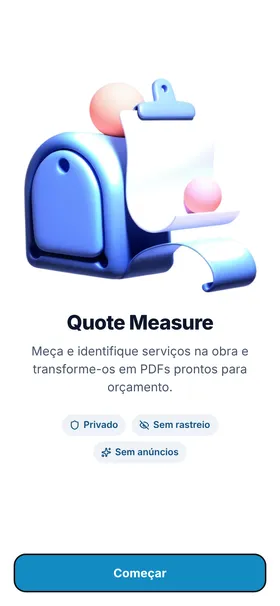 Quote Measure
Meça e identifique serviços na obra e
transforme-os em PDFs prontos para
orçamento.
Privado
Sem rastreio
Sem anúncios
Começar